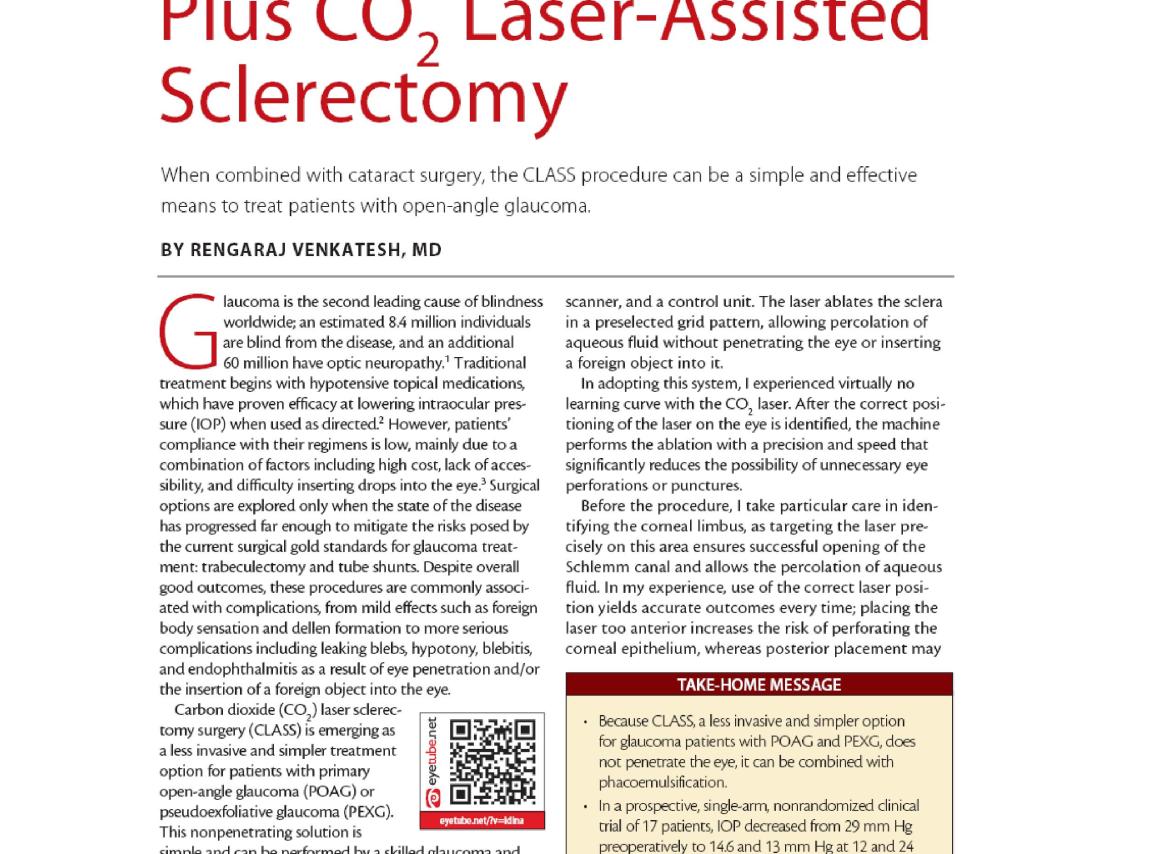 Plus CO2 Laser-Assisted
Sclerectomy
When combined with cataract surgery, the CLASS procedure can be a simple and effective
means to treat patients with open-angle glaucoma.
BY RENGARAJ VENKATESH, MD
Glaucoma is the second leading cause of blindness
worldwide; an estimated 8.4 million individuals
are blind from the disease, and an additional
60 million have optic neuropathy.1 Traditional
treatment begins with hypotensive topical medications,
which have proven efficacy at lowering intraocular pres-
sure (IOP) when used as directed.2 However, patients'
compliance with their regimens is low, mainly due to a
combination of factors including high cost, lack of acces-
sibility, and difficulty inserting drops into the eye.3 Surgical
options are explored only when the state of the disease
has progressed far enough to mitigate the risks posed by
the current surgical gold standards for glaucoma treat-
ment: trabeculectomy and tube shunts. Despite overall
good outcomes, these procedures are commonly associ-
ated with complications, from mild effects such as foreign
body sensation and dellen formation to more serious
complications including leaking blebs, hypotony, blebitis,
and endophthalmitis as a result of eye penetration and/or
the insertion of a foreign object into the eye.
Carbon dioxide (CO2) laser sclerec-
tomy surgery (CLASS) is emerging as
a less invasive and simpler treatment
option for patients with primary
open-angle glaucoma (POAG) or
pseudoexfoliative glaucoma (PEXG).
This nonpenetrating solution is
simple and can be performed by a skilled glaucoma and
eyetube.net
eyetube.net/?v=idina
scanner, and a control unit. The laser ablates the sclera
in a preselected grid pattern, allowing percolation of
aqueous fluid without penetrating the eye or inserting
a foreign object into it.
In adopting this system, I experienced virtually no
learning curve with the CO2 laser. After the correct posi-
tioning of the laser on the eye is identified, the machine
performs the ablation with a precision and speed that
significantly reduces the possibility of unnecessary eye
perforations or punctures.
Before the procedure, I take particular care in iden-
tifying the corneal limbus, as targeting the laser pre-
cisely on this area ensures successful opening of the
Schlemm canal and allows the percolation of aqueous
fluid. In my experience, use of the correct laser posi-
tion yields accurate outcomes every time; placing the
laser too anterior increases the risk of perforating the
corneal epithelium, whereas posterior placement may
TAKE-HOME MESSAGE
• Because CLASS, a less invasive and simpler option
for glaucoma patients with POAG and PEXG, does
not penetrate the eye, it can be combined with
phacoemulsification.
• In a prospective, single-arm, nonrandomized clinical
trial of 17 patients, IOP decreased from 29 mm Hg
preoperatively to 14.6 and 13 mm Hg at 12 and 24